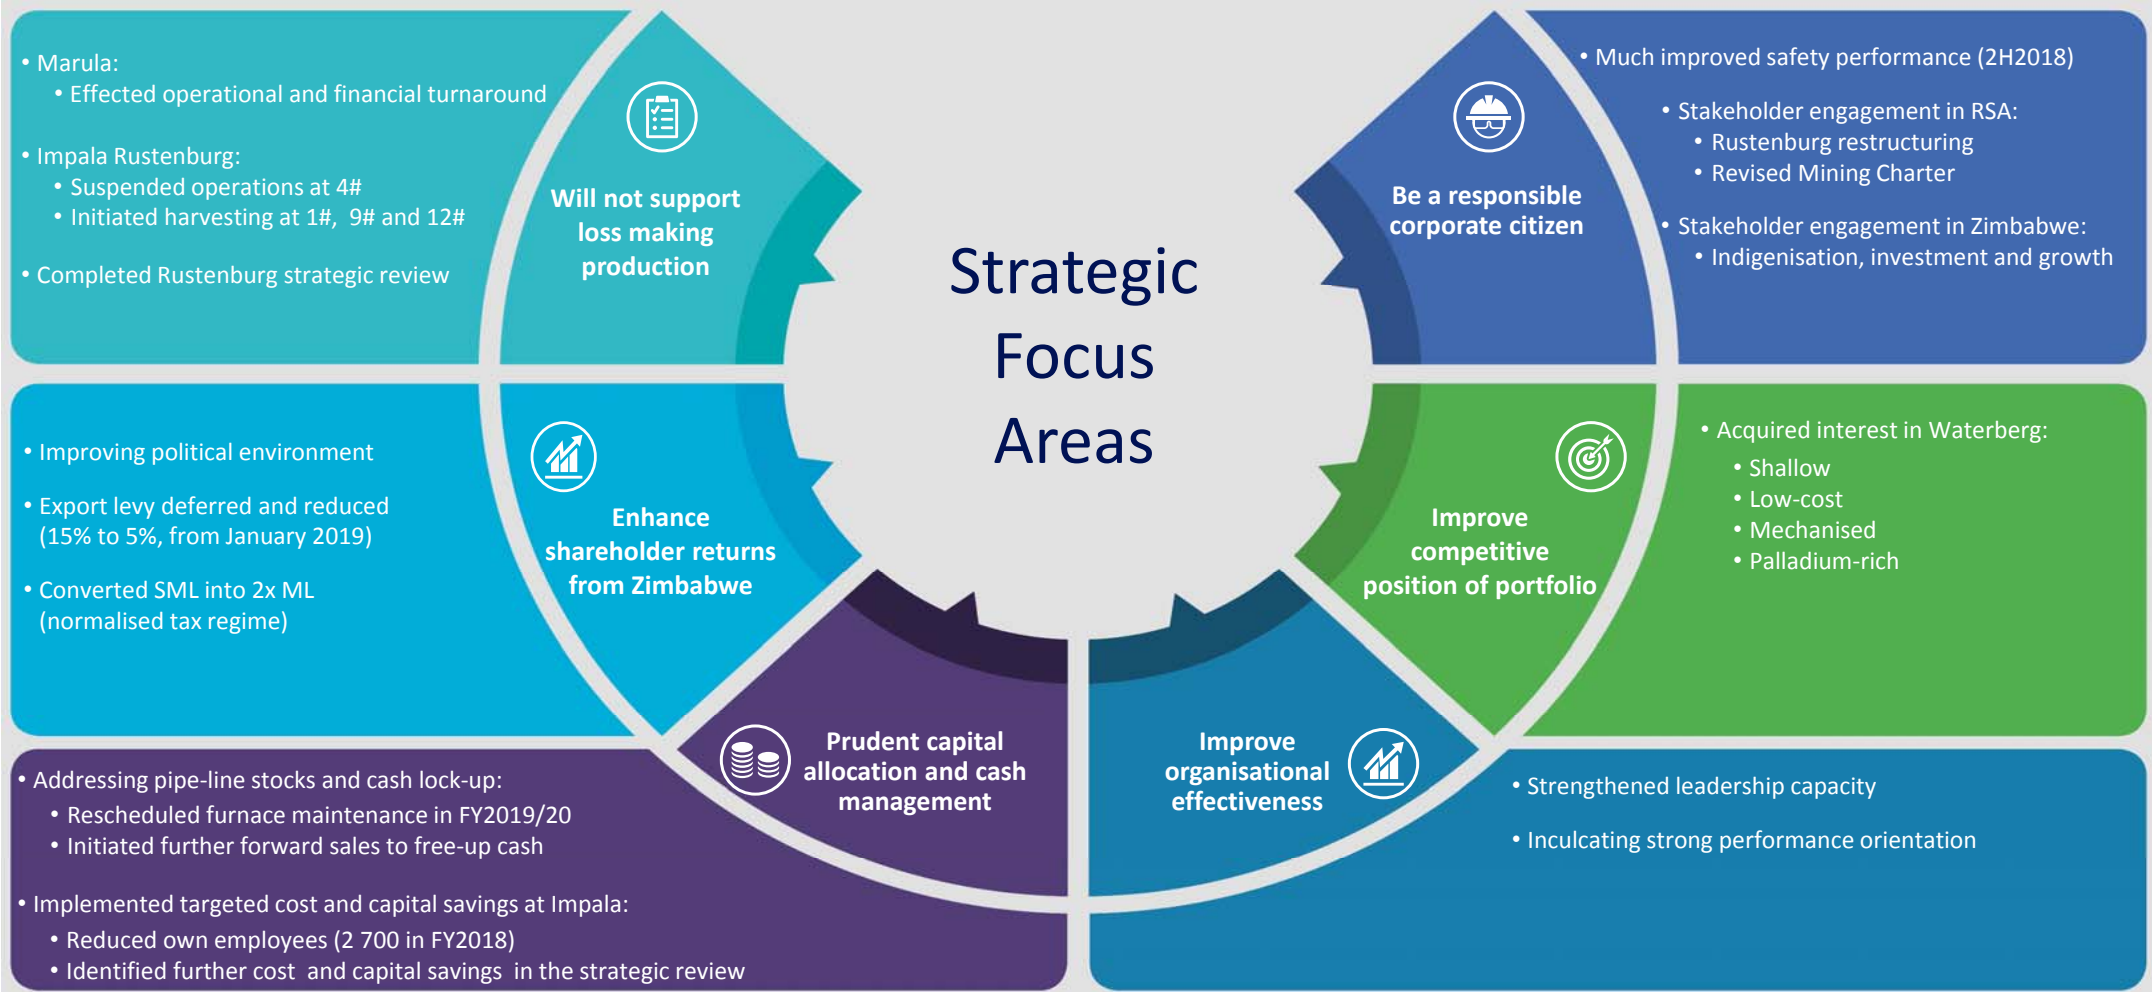 Strategic
Focus
Areas
• Marula:
• Effected operational and financial turnaround
• Impala Rustenburg:
• Suspended operations at 4#
• Initiated harvesting at 1#, 9# and 12#
• Completed Rustenburg strategic review
Will not support
loss making
production
• Improving political environment
• Export levy deferred and reduced
(15% to 5%, from January 2019)
• Converted SML into 2x ML
(normalised tax regime)
Enhance
shareholder returns
from Zimbabwe
• Addressing pipe-line stocks and cash lock-up:
• Rescheduled furnace maintenance in FY2019/20
• Initiated further forward sales to free-up cash
• Implemented targeted cost and capital savings at Impala:
• Reduced own employees (2 700 in FY2018)
• Identified further cost and capital savings in the strategic review
Prudent capital
allocation and cash
management
Improve
organisational
effectiveness
• Strengthened leadership capacity
• Inculcating strong performance orientation
Improve
competitive
position of portfolio
• Acquired interest in Waterberg:
• Shallow
• Low-cost
• Mechanised
• Palladium-rich
Be a responsible
corporate citizen
• Much improved safety performance (2H2018)
• Stakeholder engagement in RSA:
• Rustenburg restructuring
• Revised Mining Charter
• Stakeholder engagement in Zimbabwe:
• Indigenisation, investment and growth